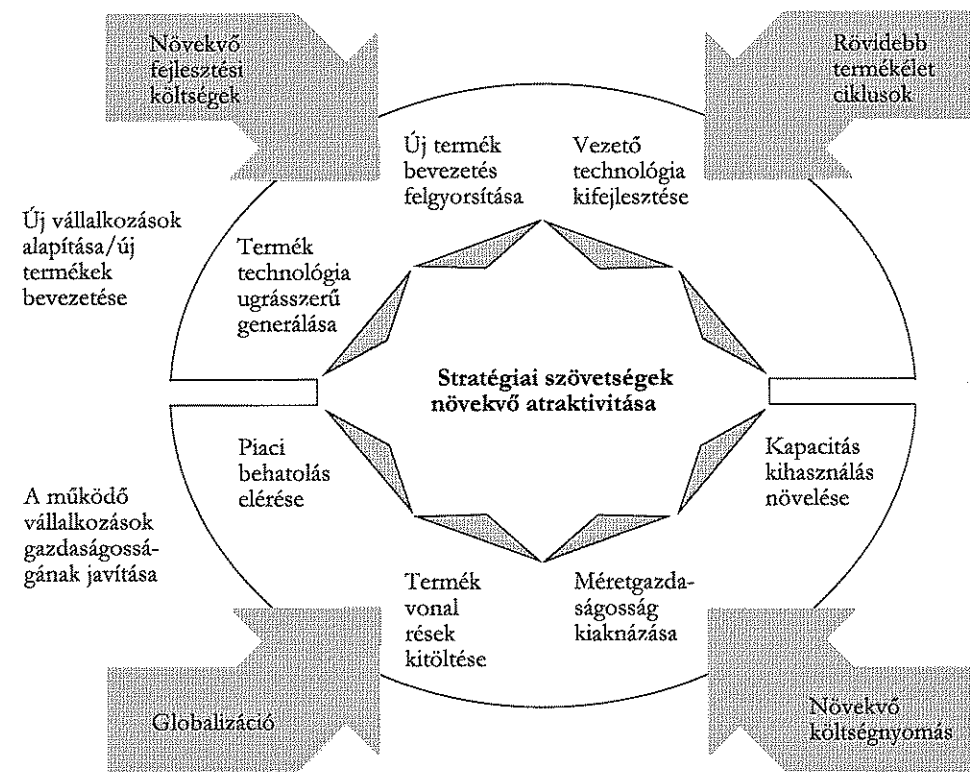 Növekvő
fejlesztési
költségek
Rövidebb
termékélet
ciklusok
Új termék
bevezetés
felgyorsítása
Vezető
technológia
kifejlesztése
Új vállalkozások
alapítása/új
termékek
bevezetése
Termék
technológia
ugrásszerű
generálása
Stratégiai szövetségek
növekvő atraktivitása
Piaci
behatolás
elérése
Kapacitás
kihasználás
növelése
A működő
vállalkozások
gazdaságossá-
gának javítása
Termék
vonal
rések
kitöltése
Méretgazda-
ságosság
kiaknázása
Globalizáció
Növekvő
költségnyomás